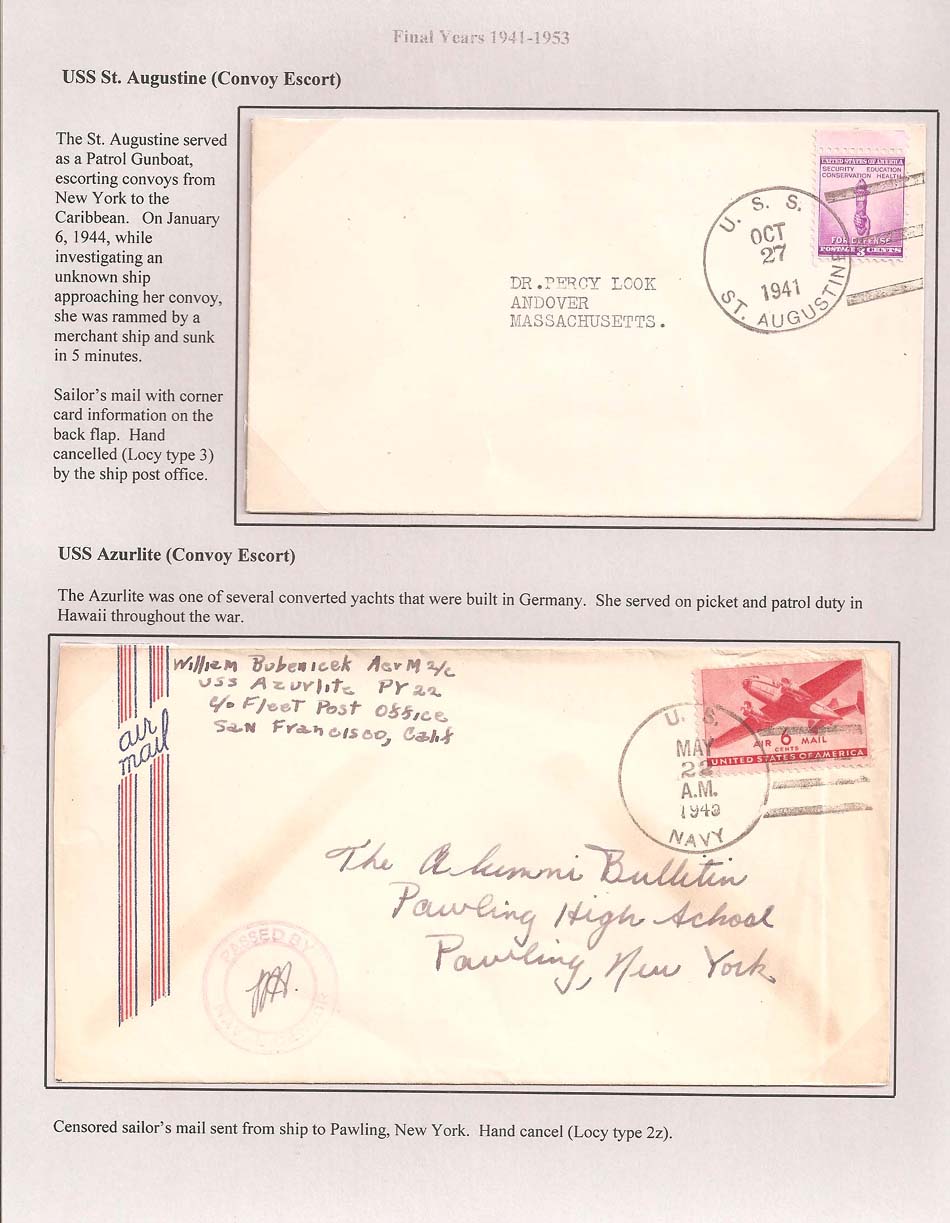 Final Years 1941-1953
USS St. Augustine (Convoy Escort)
The St. Augustine served
as a Patrol Gunboat,
escorting convoys from
New York to the
Caribbean. On January
6, 1944, while
investigating an
unknown ship
approaching her convoy,
she was rammed by a
merchant ship and sunk
in 5 minutes.
Sailor's mail with corner
card information on the
back flap. Hand
cancelled (Locy type 3)
by the ship post office.
UNITED STATES OF AMERICA
SECURITY EDUCATION
CONSERVATION HEALTH
FOR DEFENSE
POSTAGE 3 CENTS
U. S. S.
OCT
27
1941
ST. AUGUSTINE
DR.PERCY LOOK
ANDOVER
MASSACHUSETTS.
USS Azurlite (Convoy Escort)
The Azurlite was one of several converted yachts that were built in Germany. She served on picket and patrol duty in
Hawaii throughout the war.
air
mail
William Bubenicek AerM 2/c
USS Azurlite PY 22
c/o Fleet Post Office
San Francisco, Calif
AIR 6 MAIL
CENTS
UNITED STATES OF AMERICA
U. S.
MAY
22
A.M.
1943
NAVY
The Alumni Bulletin
Pawling High School
Pawling, New York
PASSED BY
NAVAL CENSOR
Censored sailor's mail sent from ship to Pawling, New York. Hand cancel (Locy type 2z).